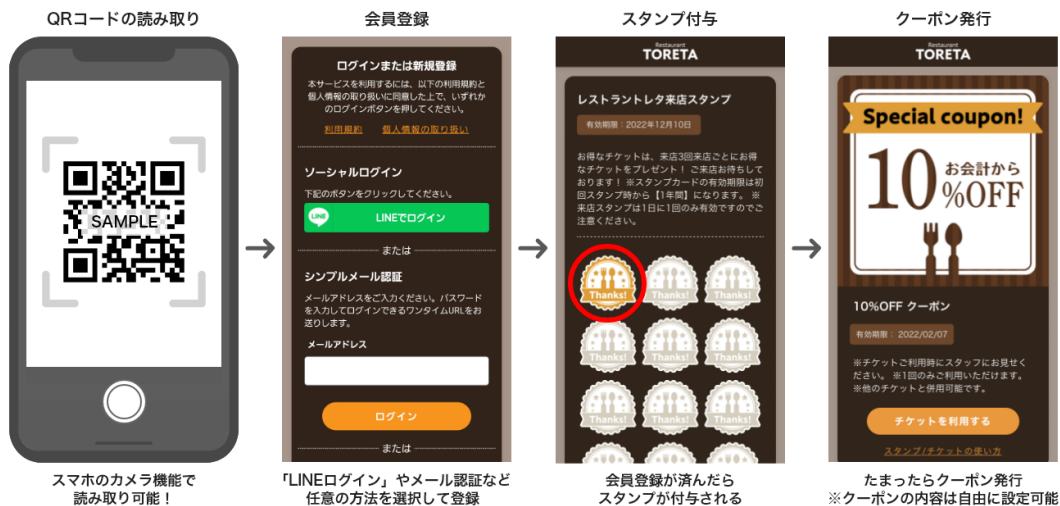 QRコードの読み取り
SAMPLE
スマホのカメラ機能で
読み取り可能！
会員登録
ログインまたは新規登録
本サービスを利用するには、以下の利用規約と
個人情報の取り扱いに同意した上で、いずれか
のログインボタンを押してください。
利用規約 個人情報の取り扱い
ソーシャルログイン
下記のボタンをクリックしてください。
LINE LINEでログイン
または
シンプルメール認証
メールアドレスをご入力ください。パスワード
を入力してログインできるワンタイムURLをお
送りします。
メールアドレス
ログイン
または
「LINEログイン」やメール認証など
任意の方法を選択して登録
スタンプ付与
Restaurant
TORETA
レストラントレタ来店スタンプ
有効期限：2022年12月10日
お得なチケットは、来店3回来店ごとにお得
なチケットをプレゼント！ ご来店お待ちして
おります！ ※スタンプカードの有効期限は初
回スタンプ時から【1年間】になります。 ※
来店スタンプは1日に1回のみ有効ですのでご
注意ください。
Thanks! Thanks! Thanks!
Thanks! Thanks! Thanks!
Thanks! Thanks! Thanks!
会員登録が済んだら
スタンプが付与される
クーポン発行
Restaurant
TORETA
Special coupon!
10 お会計から
%OFF
10%OFF クーポン
有効期限： 2022/02/07
※チケットご利用時にスタッフにお見せく
ださい。 ※1回のみご利用いただけます。
※他のチケットと併用可能です。
チケットを利用する
スタンプ/チケットの使い方
たまったらクーポン発行
※クーポンの内容は自由に設定可能